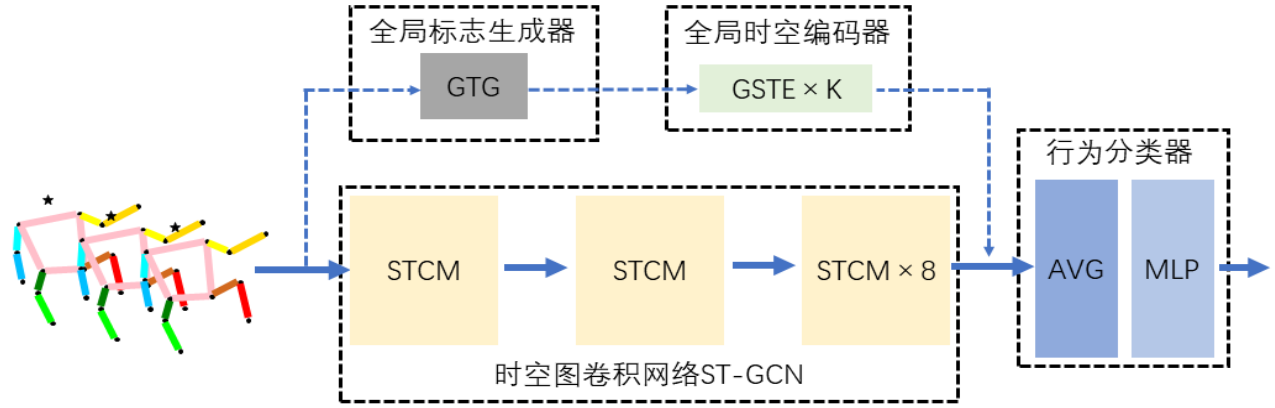 全局标志生成器
GTG
全局时空编码器
GSTE × K
行为分类器
AVG
MLP
STCM
STCM
STCM × 8
时空图卷积网络ST-GCN